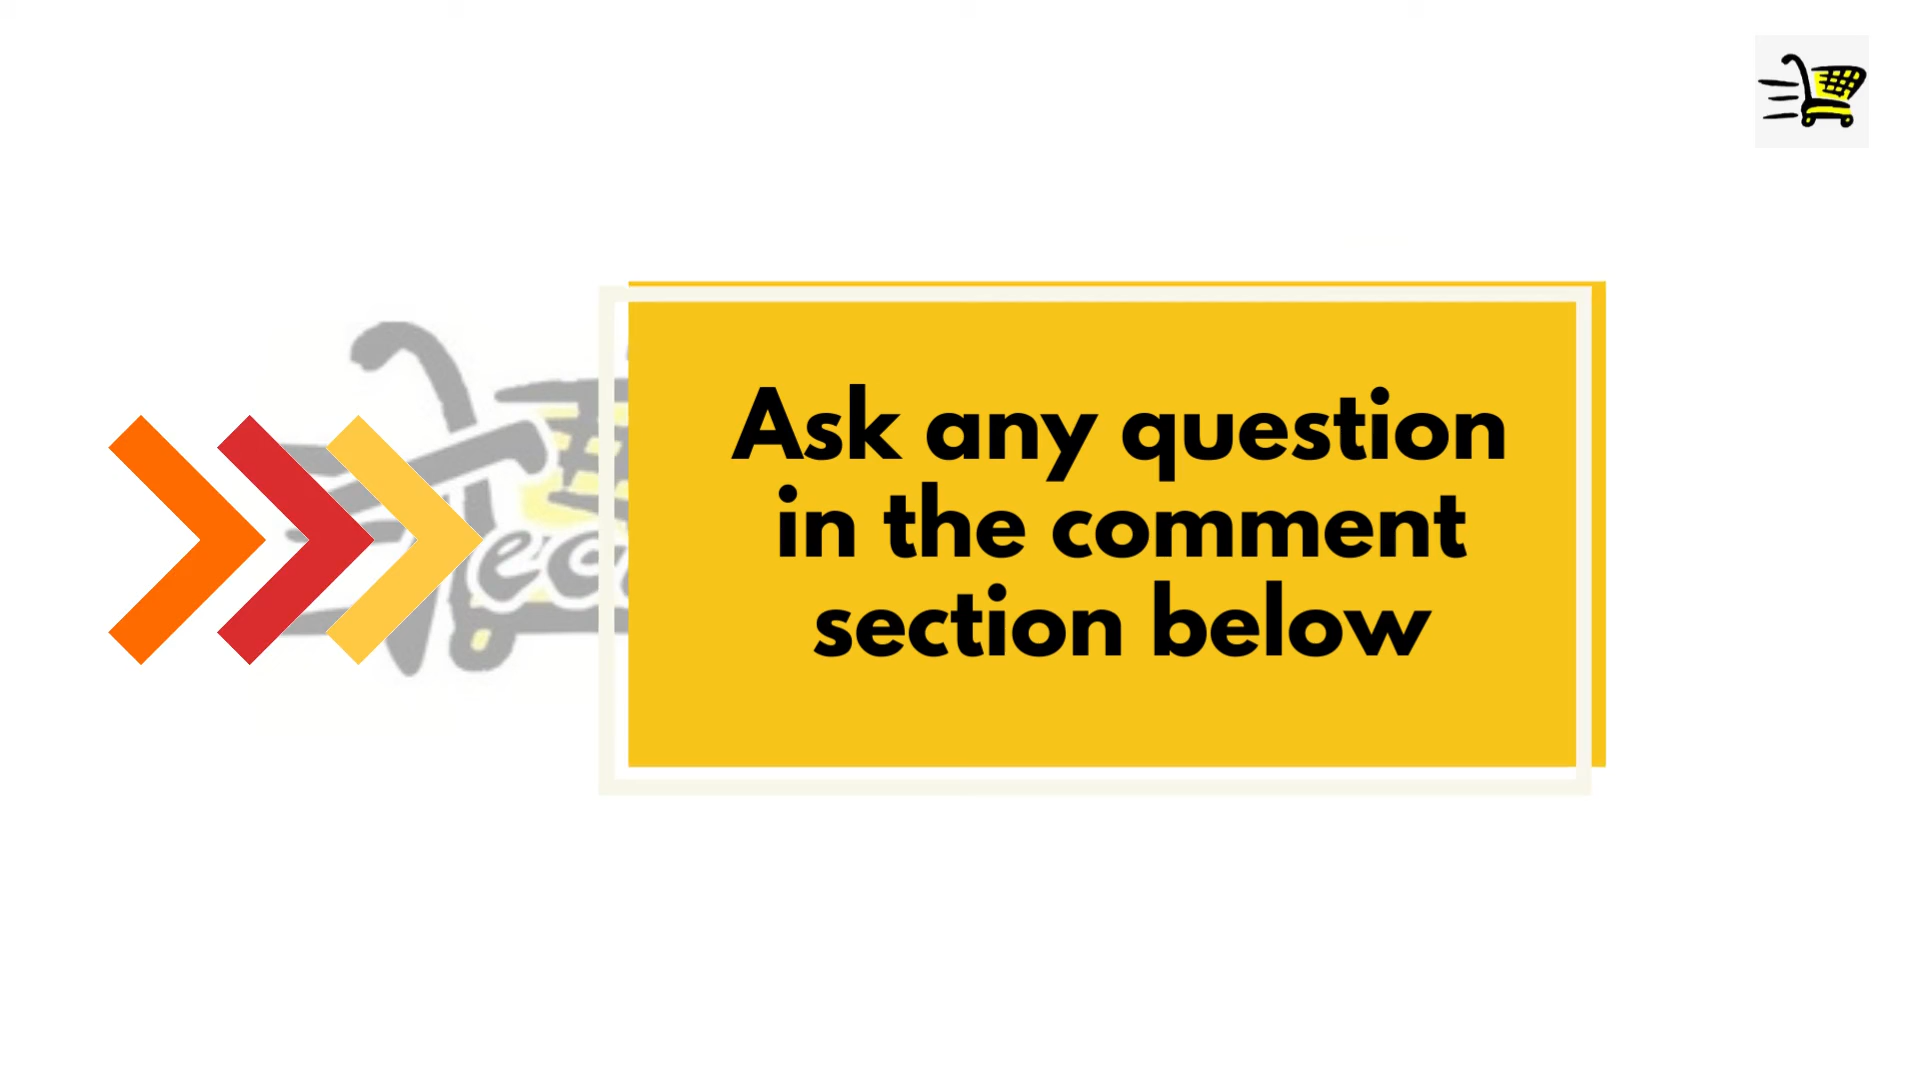 Ask any question
in the comment
section below